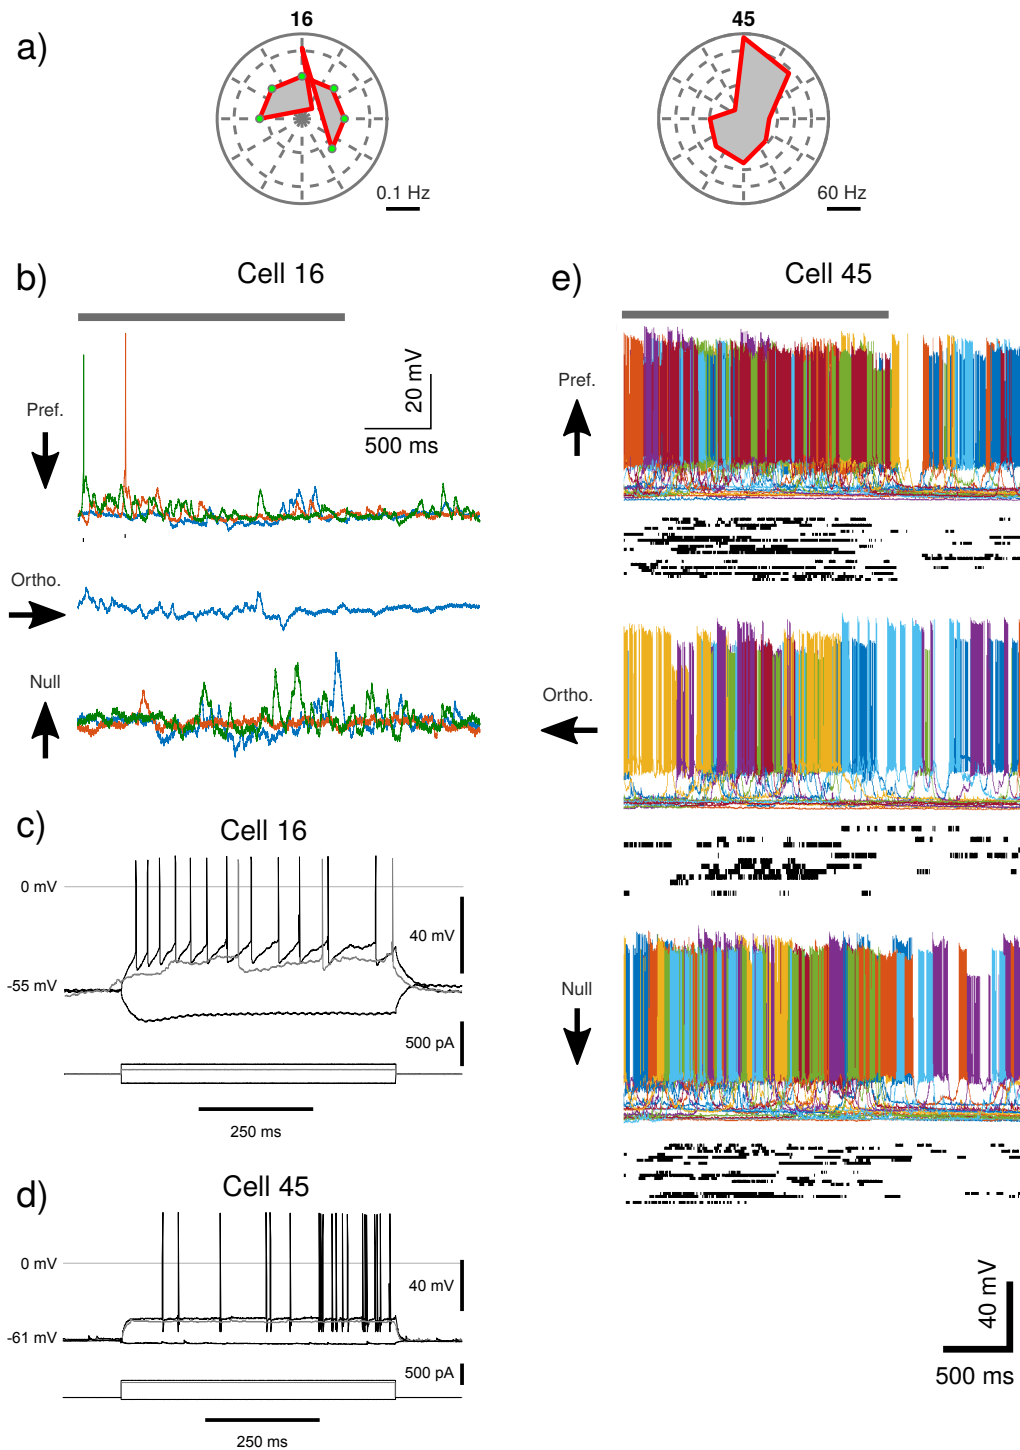 a)
16
45
0.1 Hz
60 Hz
b)
Cell 16
Pref.
20 mV
500 ms
Ortho.
Null
c)
Cell 16
0 mV
40 mV
-55 mV
500 pA
250 ms
d)
Cell 45
0 mV
40 mV
-61 mV
500 pA
250 ms
e)
Cell 45
Pref.
Ortho.
Null
40 mV
500 ms